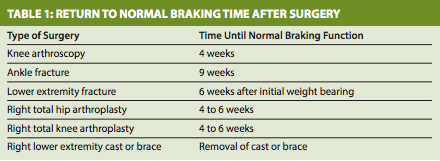 TABLE 1: RETURN TO NORMAL BRAKING TIME AFTER SURGERY
Type of Surgery Time Until Normal Braking Function
Knee arthroscopy 4 weeks
Ankle fracture 9 weeks
Lower extremity fracture 6 weeks after initial weight bearing
Right total hip arthroplasty 4 to 6 weeks
Right total knee arthroplasty 4 to 6 weeks
Right lower extremity cast or brace Removal of cast or brace